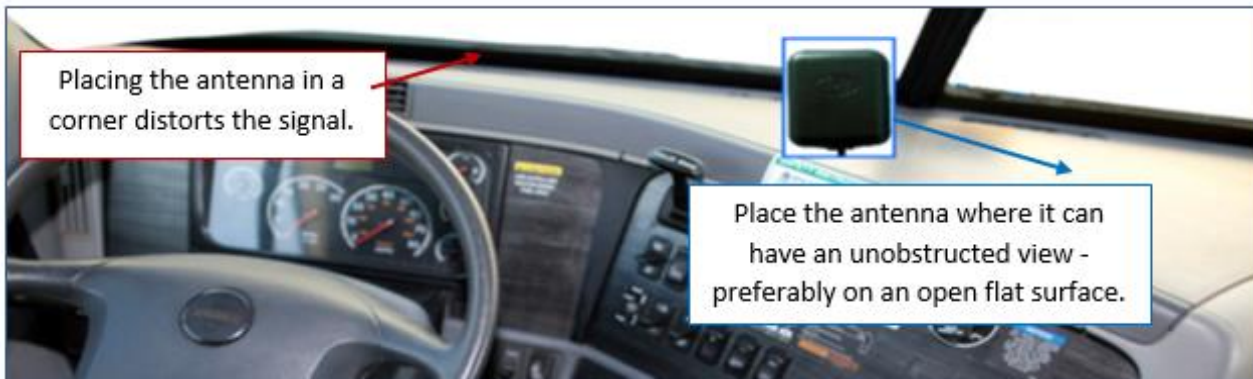 Placing the antenna in a
corner distorts the signal.
Place the antenna where it can
have an unobstructed view -
preferably on an open flat surface.